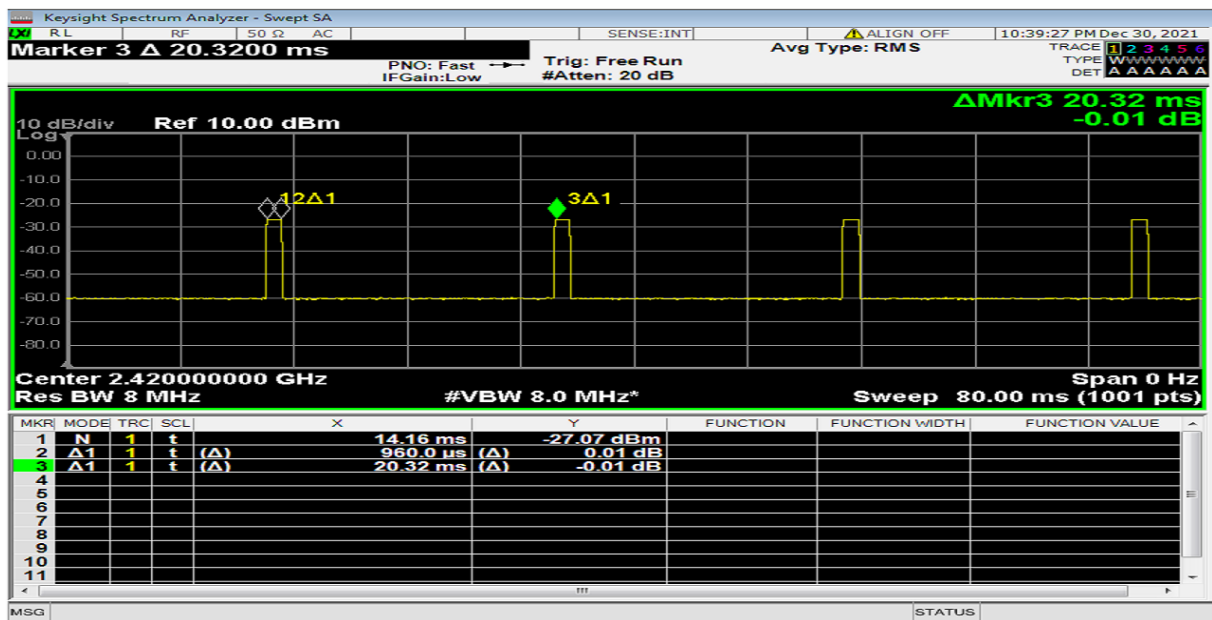 Keysight Spectrum Analyzer - Swept SA
LXI RL RF 50 Ω AC SENSE:INT ALIGN OFF 10:39:27 PM Dec 30, 2021
Marker 3 Δ 20.3200 ms
PNO: Fast
IFGain:Low
Trig: Free Run
#Atten: 20 dB
Avg Type: RMS
TRACE 1 2 3 4 5 6
TYPE WWWWWW
DET A A A A A A
ΔMkr3 20.32 ms
-0.01 dB
10 dB/div Ref 10.00 dBm
Log
0.00
-10.0
-20.0
-30.0
-40.0
-50.0
-60.0
-70.0
-80.0
12Δ1
3Δ1
Center 2.420000000 GHz Span 0 Hz
Res BW 8 MHz #VBW 8.0 MHz* Sweep 80.00 ms (1001 pts)
MKR MODE TRC SCL X Y FUNCTION FUNCTION WIDTH FUNCTION VALUE
1 N 1 t 14.16 ms -27.07 dBm
2 Δ1 1 t (Δ) 960.0 µs (Δ) 0.01 dB
3 Δ1 1 t (Δ) 20.32 ms (Δ) -0.01 dB
4
5
6
7
8
9
10
11
MSG STATUS